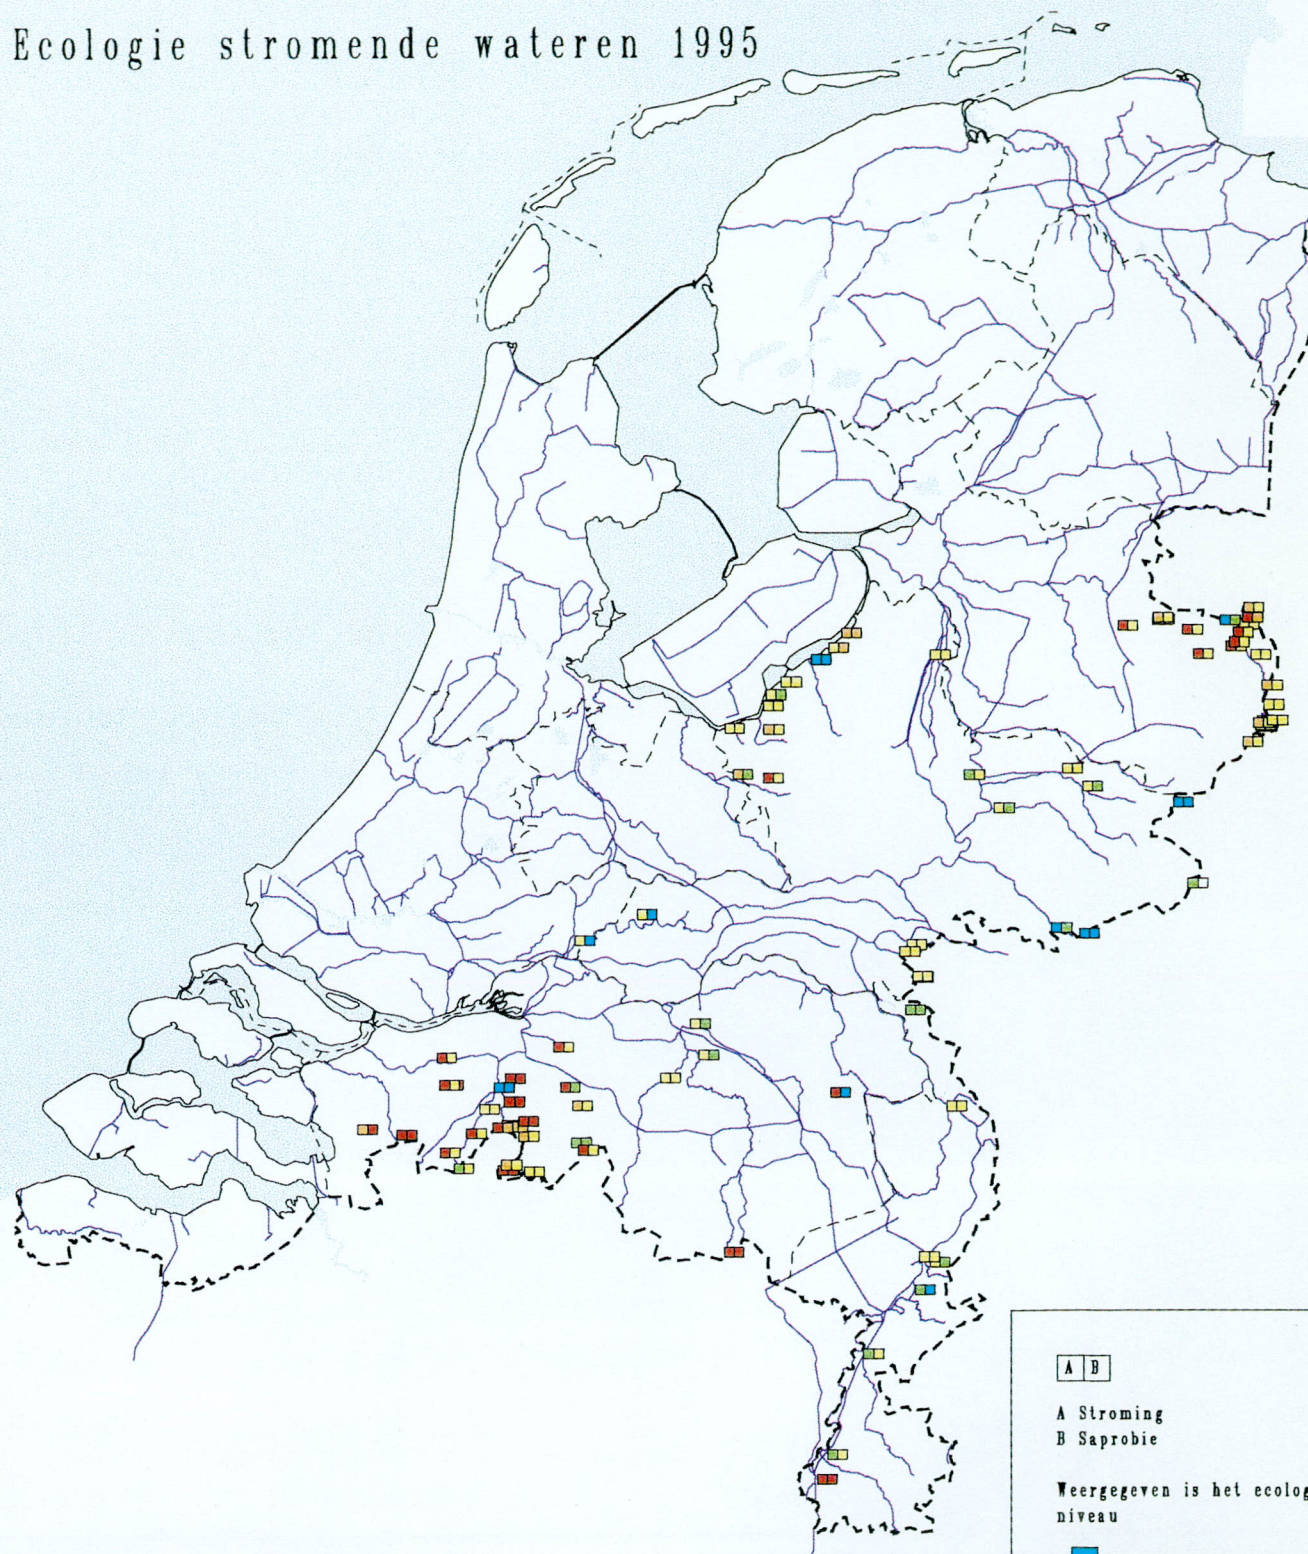 Ecologie stromende wateren 1995
A B
A Stroming
B Saprobie
Weergegeven is het ecolog
niveau